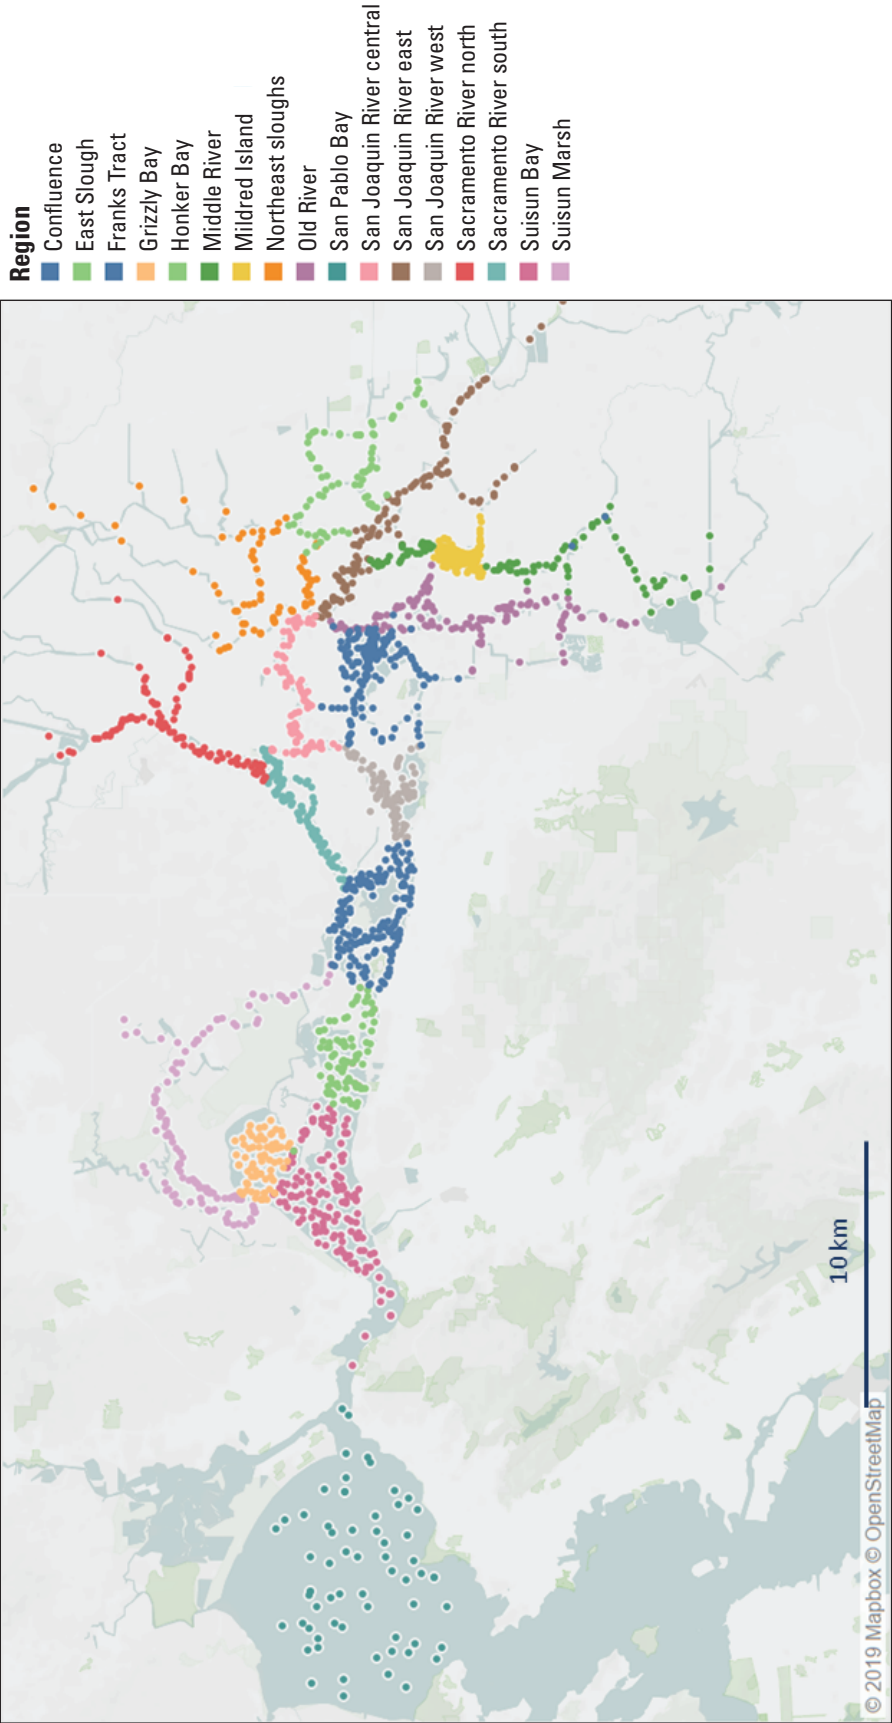 Region
Confluence
East Slough
Franks Tract
Grizzly Bay
Honker Bay
Middle River
Mildred Island
Northeast sloughs
Old River
San Pablo Bay
San Joaquin River central
San Joaquin River east
San Joaquin River west
Sacramento River north
Sacramento River south
Suisun Bay
Suisun Marsh
10 km
© 2019 Mapbox © OpenStreetMap